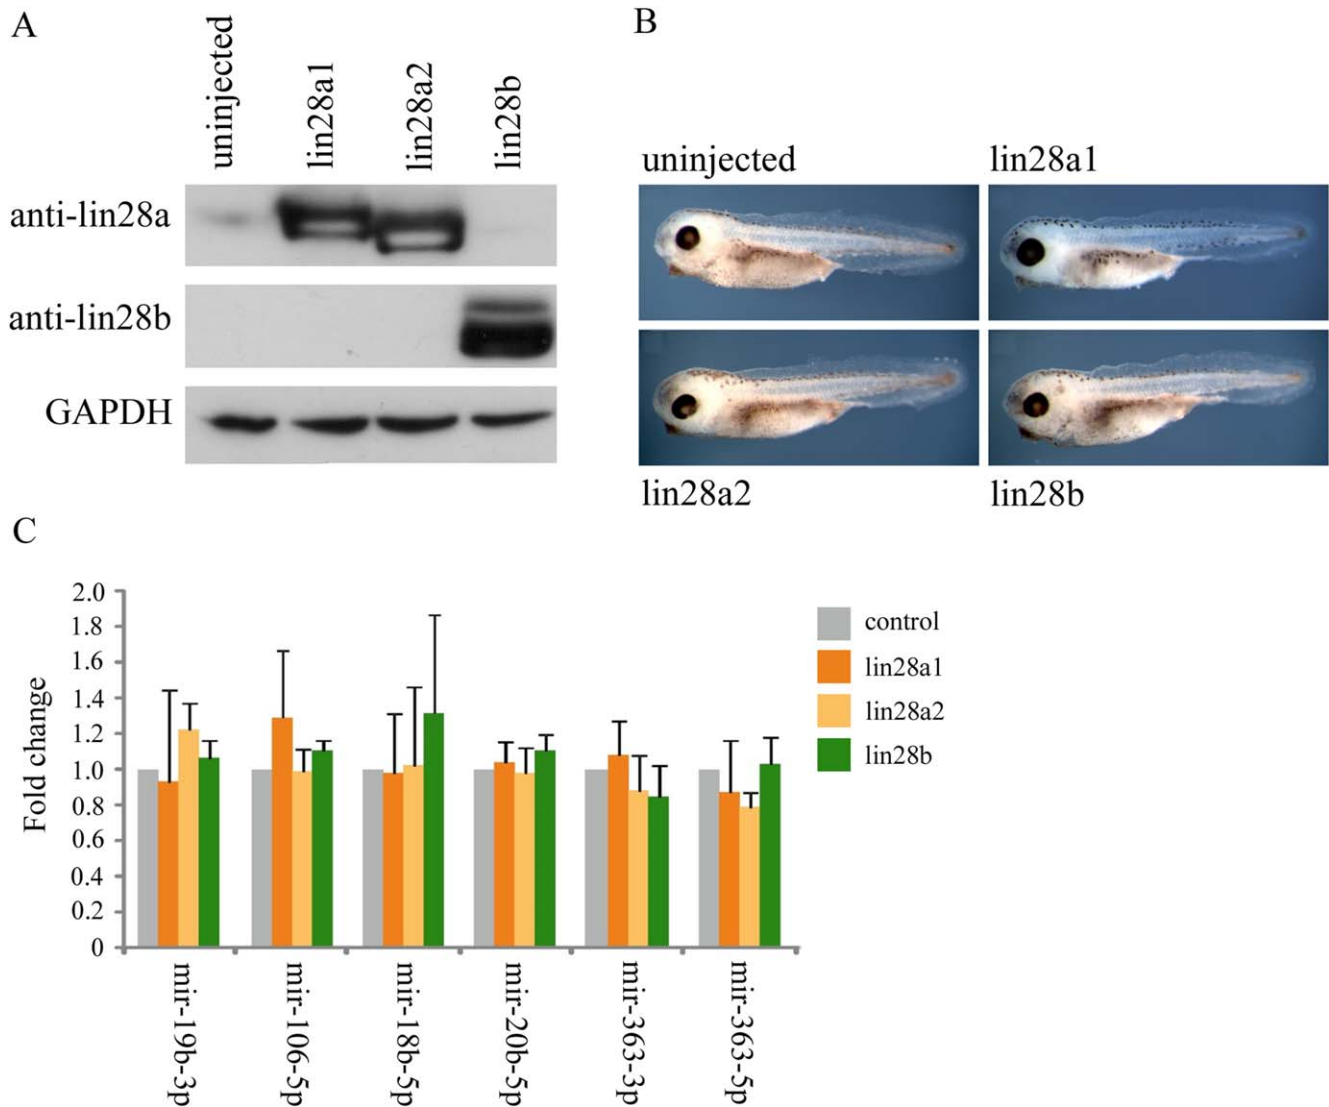 A
uninjected
lin28a1
lin28a2
lin28b
anti-lin28a
anti-lin28b
GAPDH
B
uninjected
lin28a1
lin28a2
lin28b
C
Fold change
2.0
1.8
1.6
1.4
1.2
1.0
0.8
0.6
0.4
0.2
0
mir-19b-3p
mir-106-5p
mir-18b-5p
mir-20b-5p
mir-363-3p
mir-363-5p
control
lin28a1
lin28a2
lin28b